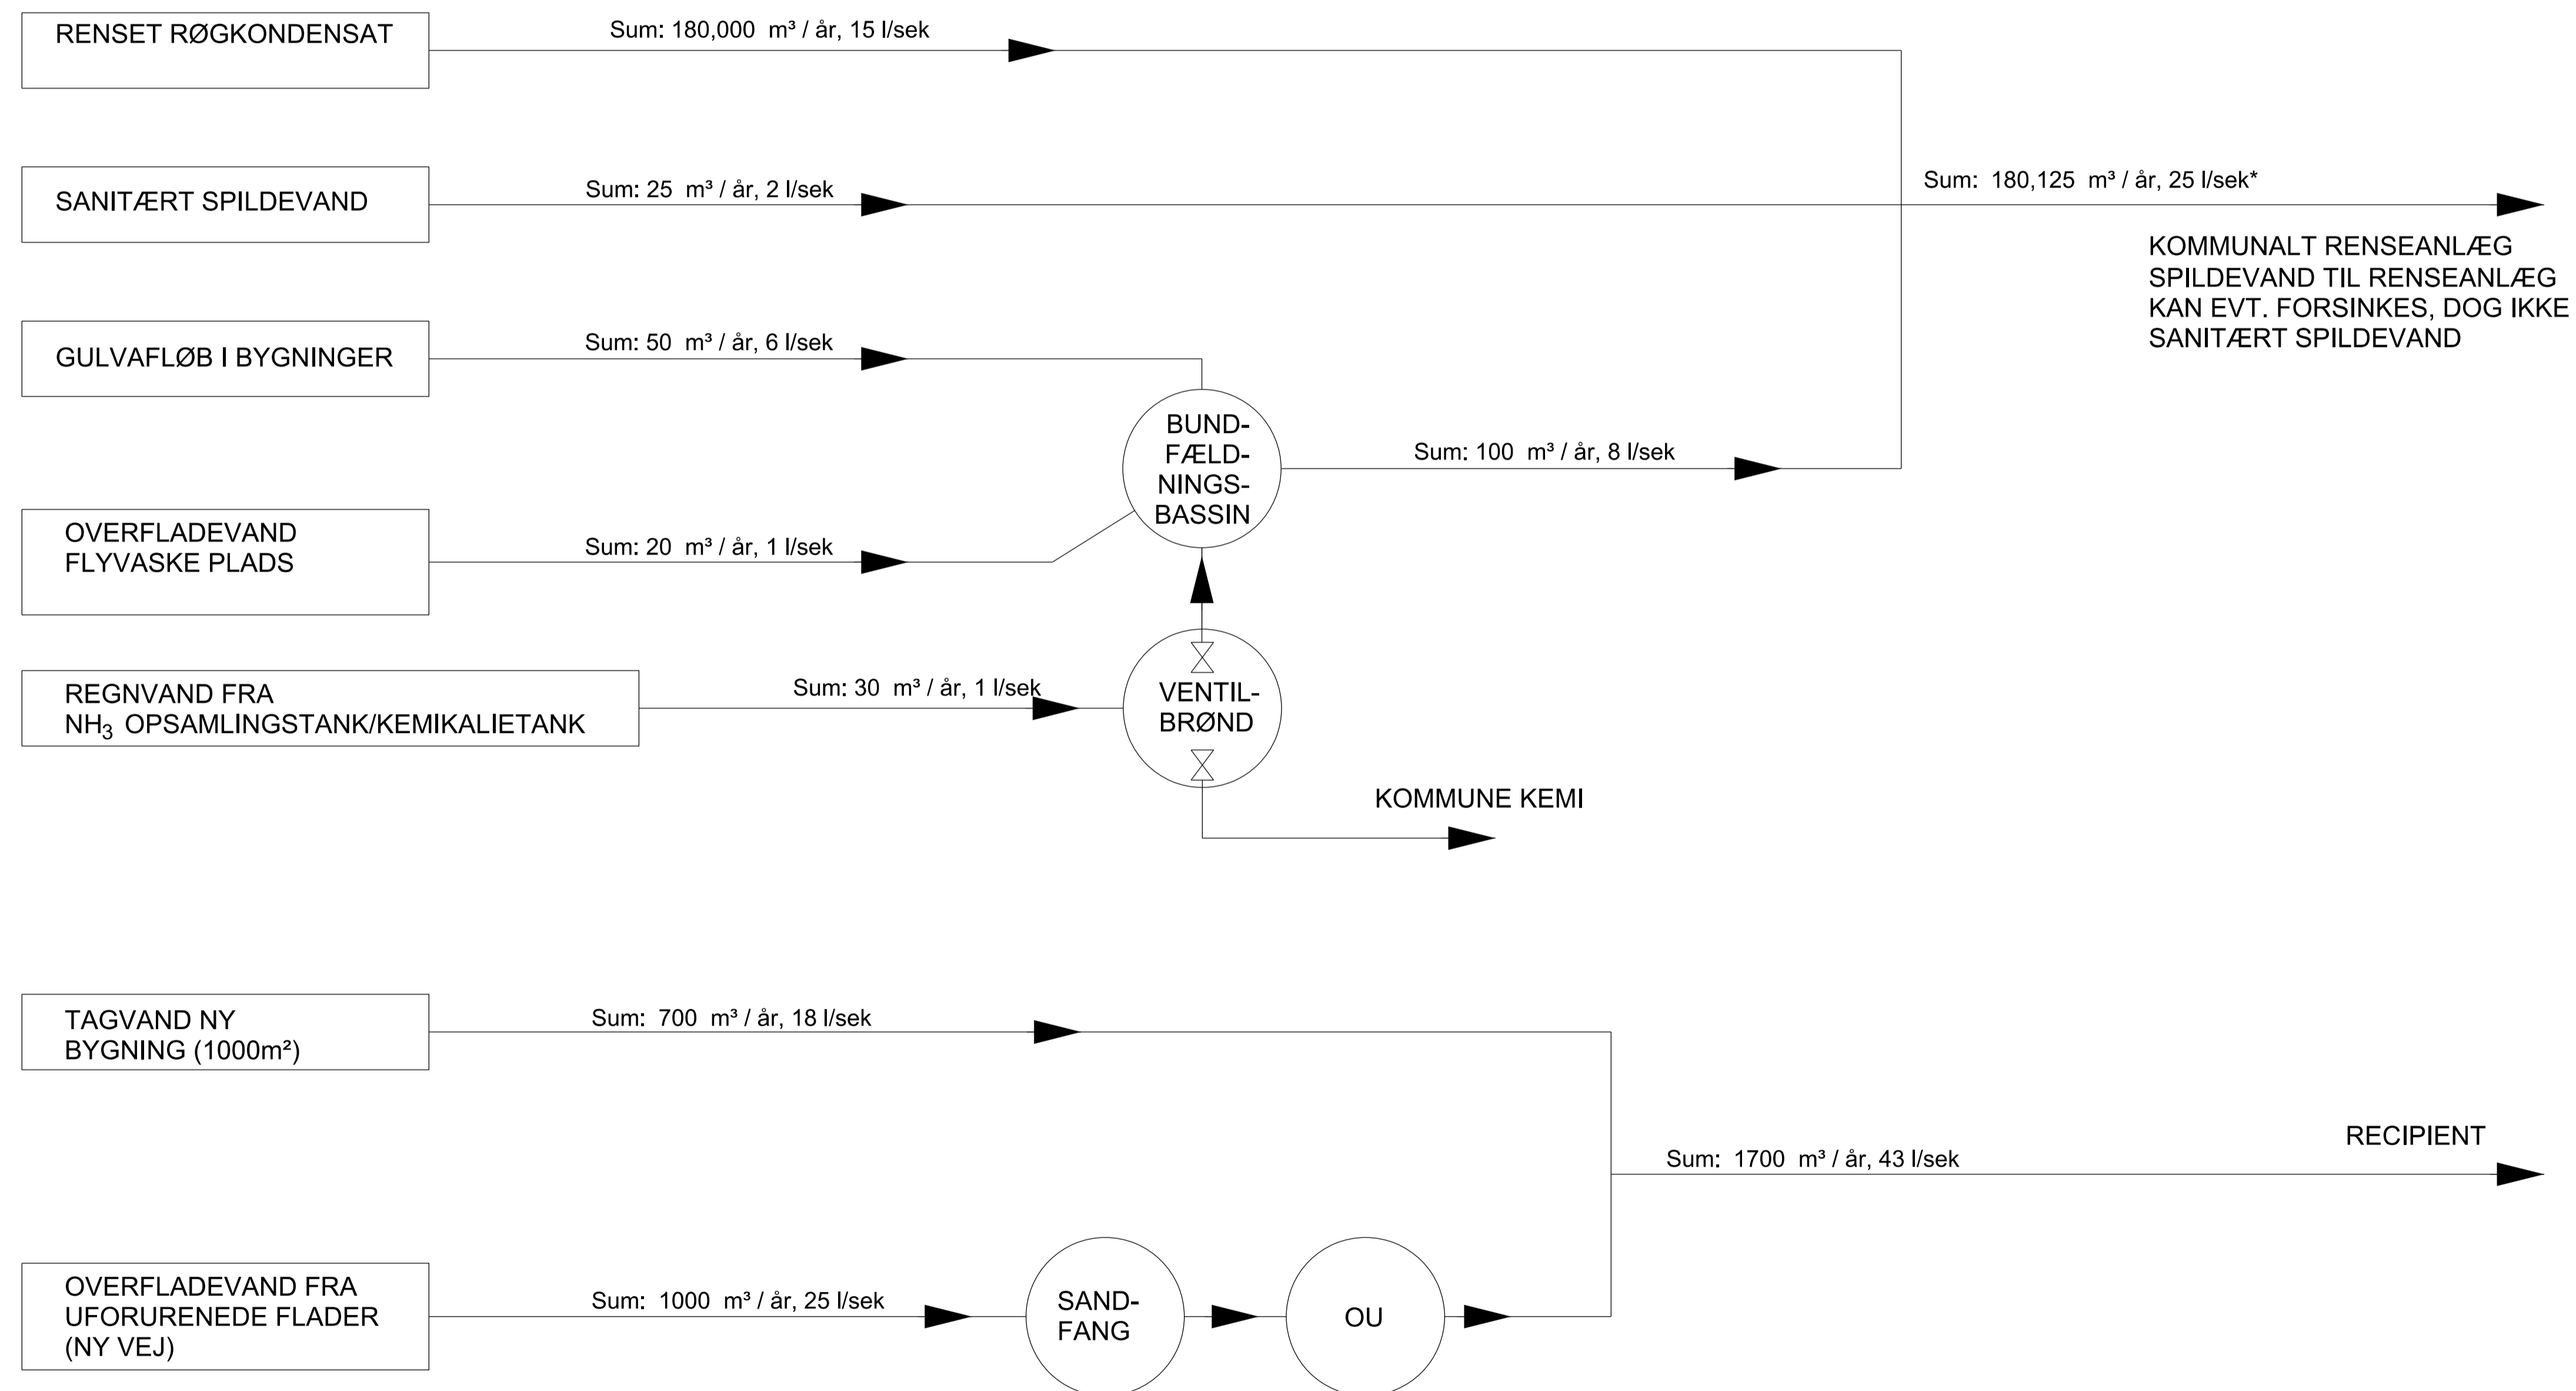 RENSET RØGKONDENSAT
Sum: 180,000 m³ / år, 15 l/sek
SANITÆRT SPILDEVAND
Sum: 25 m³ / år, 2 l/sek
Sum: 180,125 m³ / år, 25 l/sek*
KOMMUNALT RENSEANLÆG
SPILDEVAND TIL RENSEANLÆG
KAN EVT. FORSINKES, DOG IKKE
SANITÆRT SPILDEVAND
GULVAFLØB I BYGNINGER
Sum: 50 m³ / år, 6 l/sek
BUND-
FÆLD-
NINGS-
BASSIN
Sum: 100 m³ / år, 8 l/sek
OVERFLADEVAND
FLYVASKE PLADS
Sum: 20 m³ / år, 1 l/sek
REGNVAND FRA
NH₃ OPSAMLINGSTANK/KEMIKALIETANK
Sum: 30 m³ / år, 1 l/sek
VENTIL-
BRØND
KOMMUNE KEMI
TAGVAND NY
BYGNING (1000m²)
Sum: 700 m³ / år, 18 l/sek
RECIPIENT
Sum: 1700 m³ / år, 43 l/sek
OVERFLADEVAND FRA
UFORURENEDE FLADER
(NY VEJ)
Sum: 1000 m³ / år, 25 l/sek
SAND-
FANG
OU